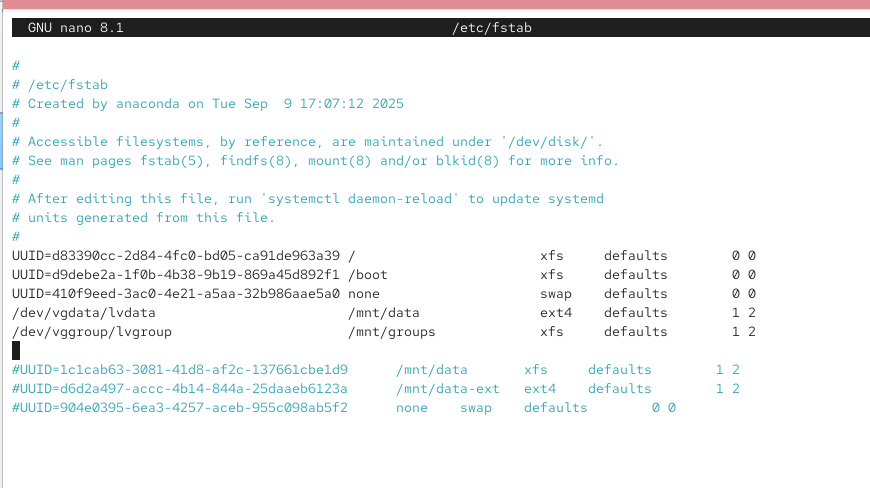 GNU nano 8.1 /etc/fstab
#
# /etc/fstab
# Created by anaconda on Tue Sep  9 17:07:12 2025
#
# Accessible filesystems, by reference, are maintained under '/dev/disk/'.
# See man pages fstab(5), findfs(8), mount(8) and/or blkid(8) for more info.
#
# After editing this file, run 'systemctl daemon-reload' to update systemd
# units generated from this file.
#
UUID=d83390cc-2d84-4fc0-bd05-ca91de963a39 /                       xfs     defaults        0 0
UUID=d9debe2a-1f0b-4b38-9b19-869a45d892f1 /boot                   xfs     defaults        0 0
UUID=410f9eed-3ac0-4e21-a5aa-32b986aae5a0 none                    swap    defaults        0 0
/dev/vgdata/lvdata                        /mnt/data               ext4    defaults        1 2
/dev/vggroup/lvgroup                      /mnt/groups             xfs     defaults        1 2
#UUID=1c1cab63-3081-41d8-af2c-137661cbe1d9      /mnt/data       xfs     defaults        1 2
#UUID=d6d2a497-accc-4b14-844a-25daaeb6123a      /mnt/data-ext   ext4    defaults        1 2
#UUID=904e0395-6ea3-4257-aceb-955c098ab5f2      none    swap    defaults        0 0